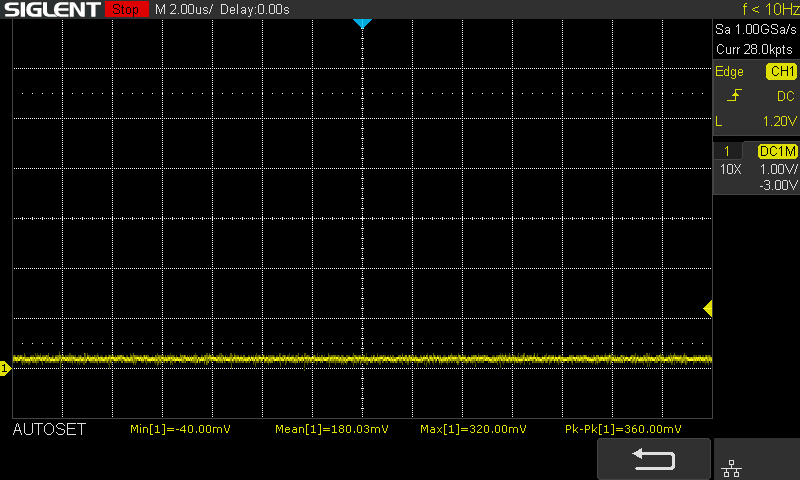 SIGLENT Stop M 2.00us/ Delay:0.00s f < 10Hz
Sa 1.00GSa/s
Curr 28.0kpts
Edge CH1
DC
L 1.20V
1 DC1M
10X 1.00V/
-3.00V
1
AUTOSET Min[1]=-40.00mV Mean[1]=180.03mV Max[1]=320.00mV Pk-Pk[1]=360.00mV